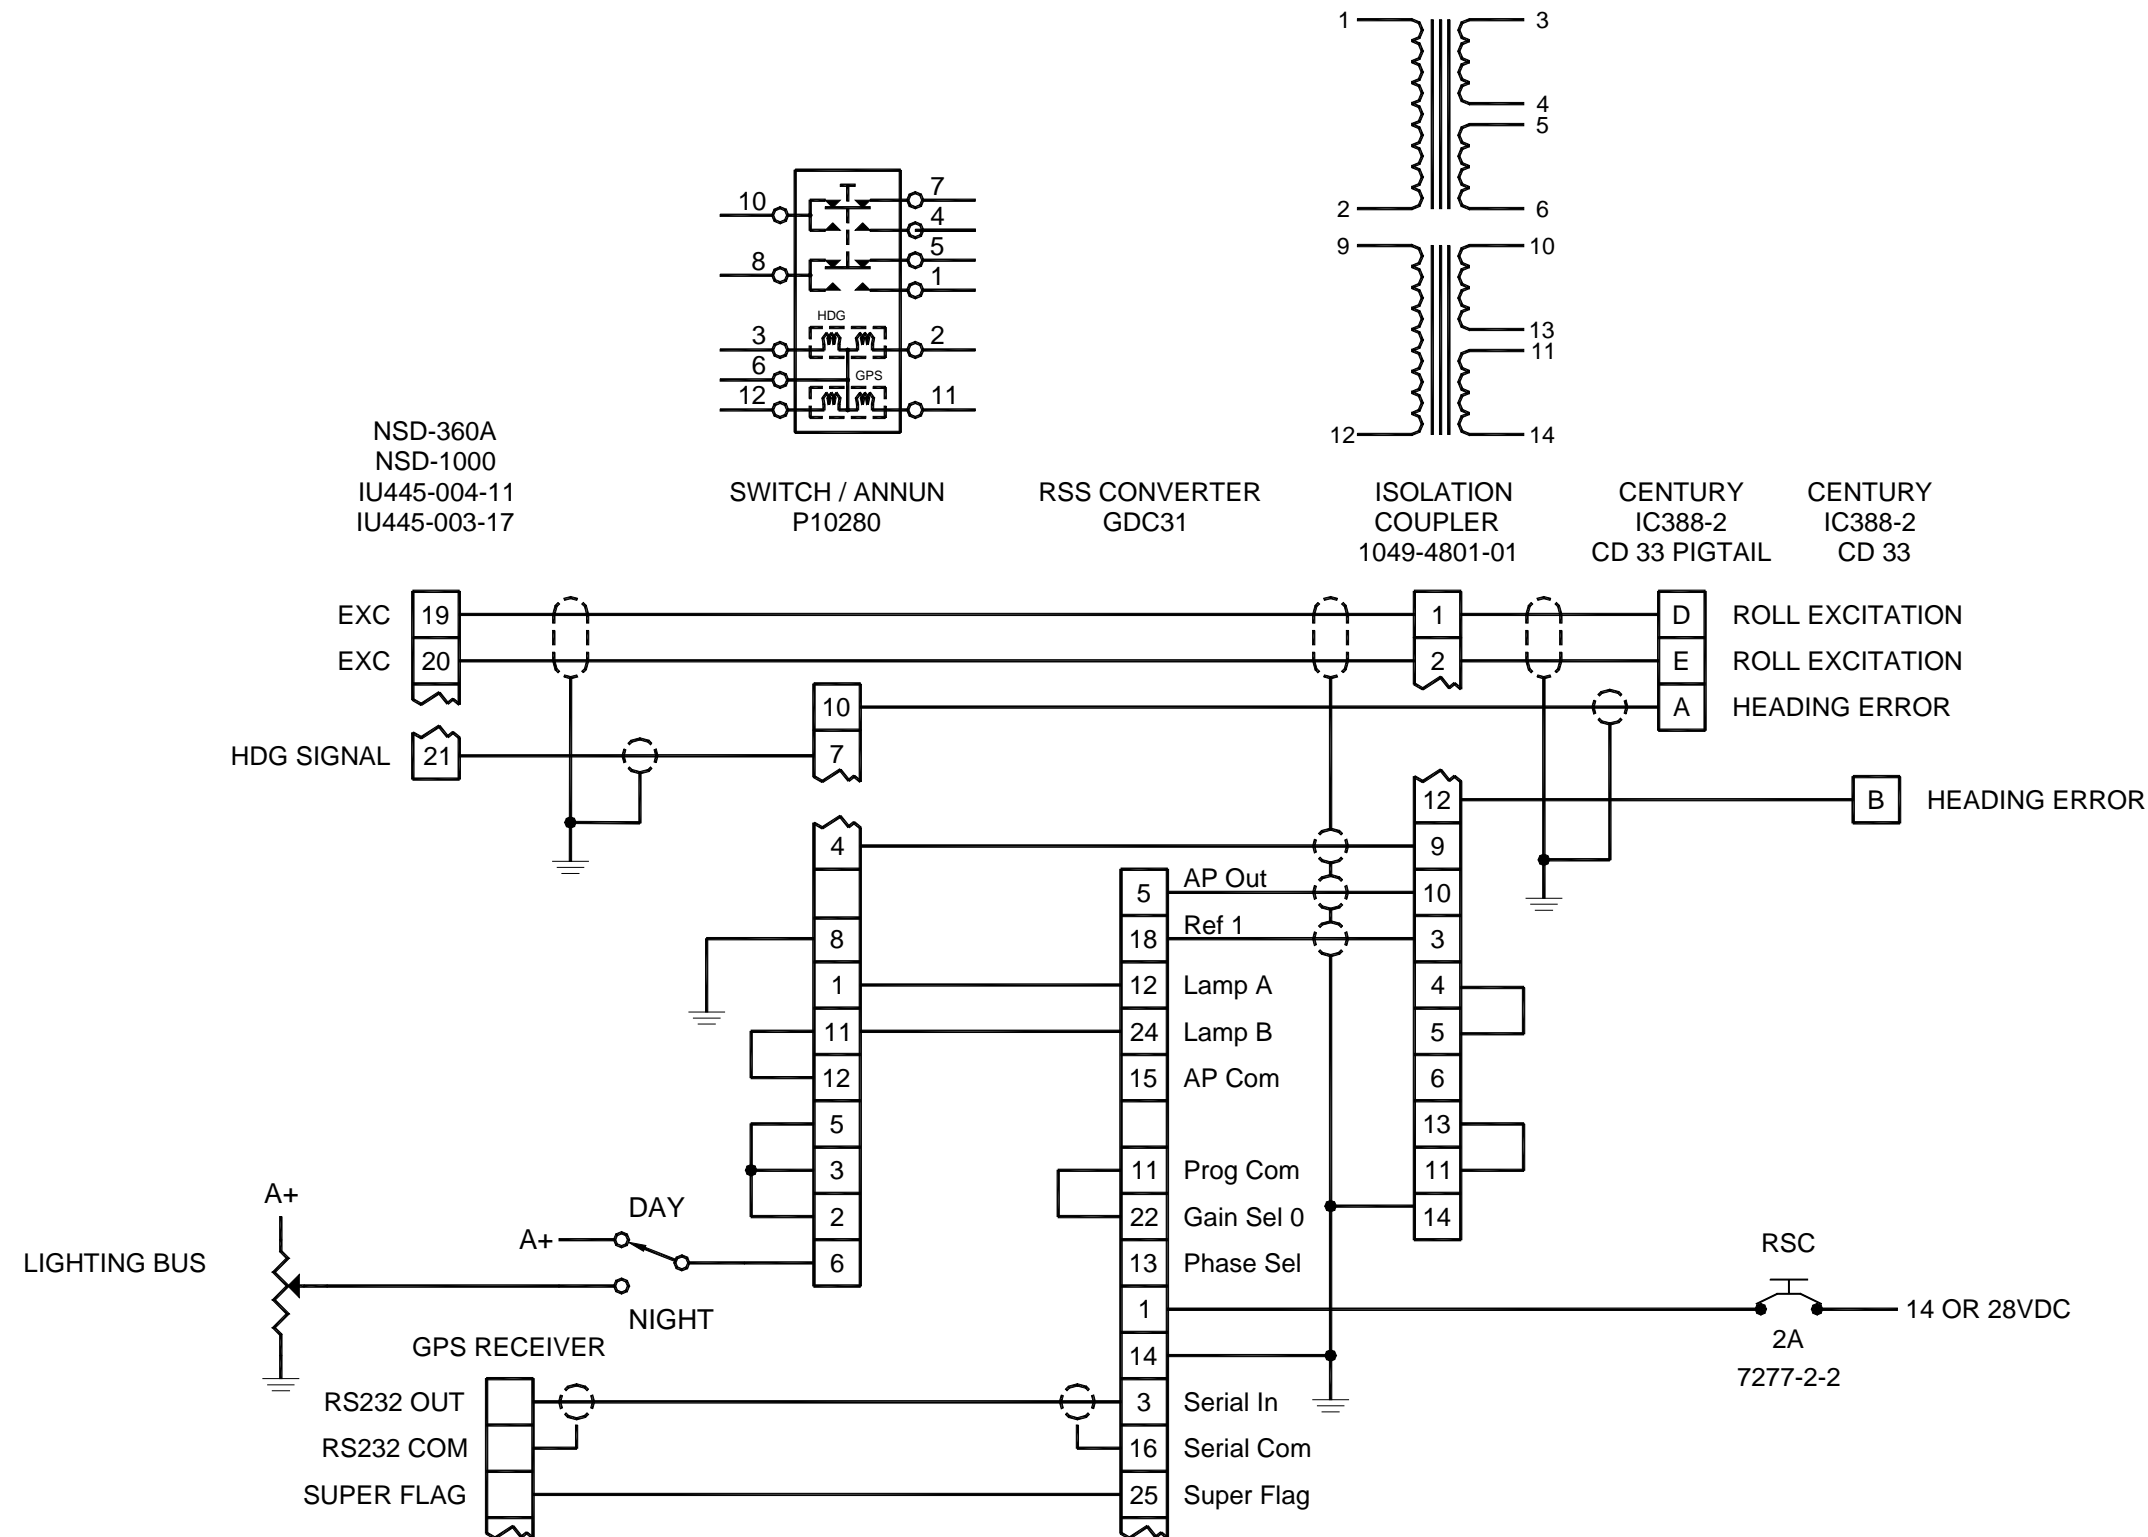 1
3
4
5
2
6
9
10
13
11
12
14
10
7
4
8
5
1
HDG
3
2
6
GPS
12
11
NSD-360A
NSD-1000
IU445-004-11
IU445-003-17
SWITCH / ANNUN
P10280
RSS CONVERTER
GDC31
ISOLATION
COUPLER
1049-4801-01
CENTURY
IC388-2
CD 33 PIGTAIL
CENTURY
IC388-2
CD 33
EXC
19
1
D
ROLL EXCITATION
EXC
20
2
E
ROLL EXCITATION
10
A
HEADING ERROR
HDG SIGNAL
21
7
12
B
HEADING ERROR
4
9
5
AP Out
10
8
18
Ref 1
3
1
12
Lamp A
4
11
24
Lamp B
5
12
15
AP Com
6
5
13
3
11
Prog Com
11
2
22
Gain Sel 0
14
A+
DAY
A+
LIGHTING BUS
6
13
Phase Sel
RSC
NIGHT
1
14 OR 28VDC
2A
7277-2-2
GPS RECEIVER
14
RS232 OUT
3
Serial In
RS232 COM
16
Serial Com
SUPER FLAG
25
Super Flag